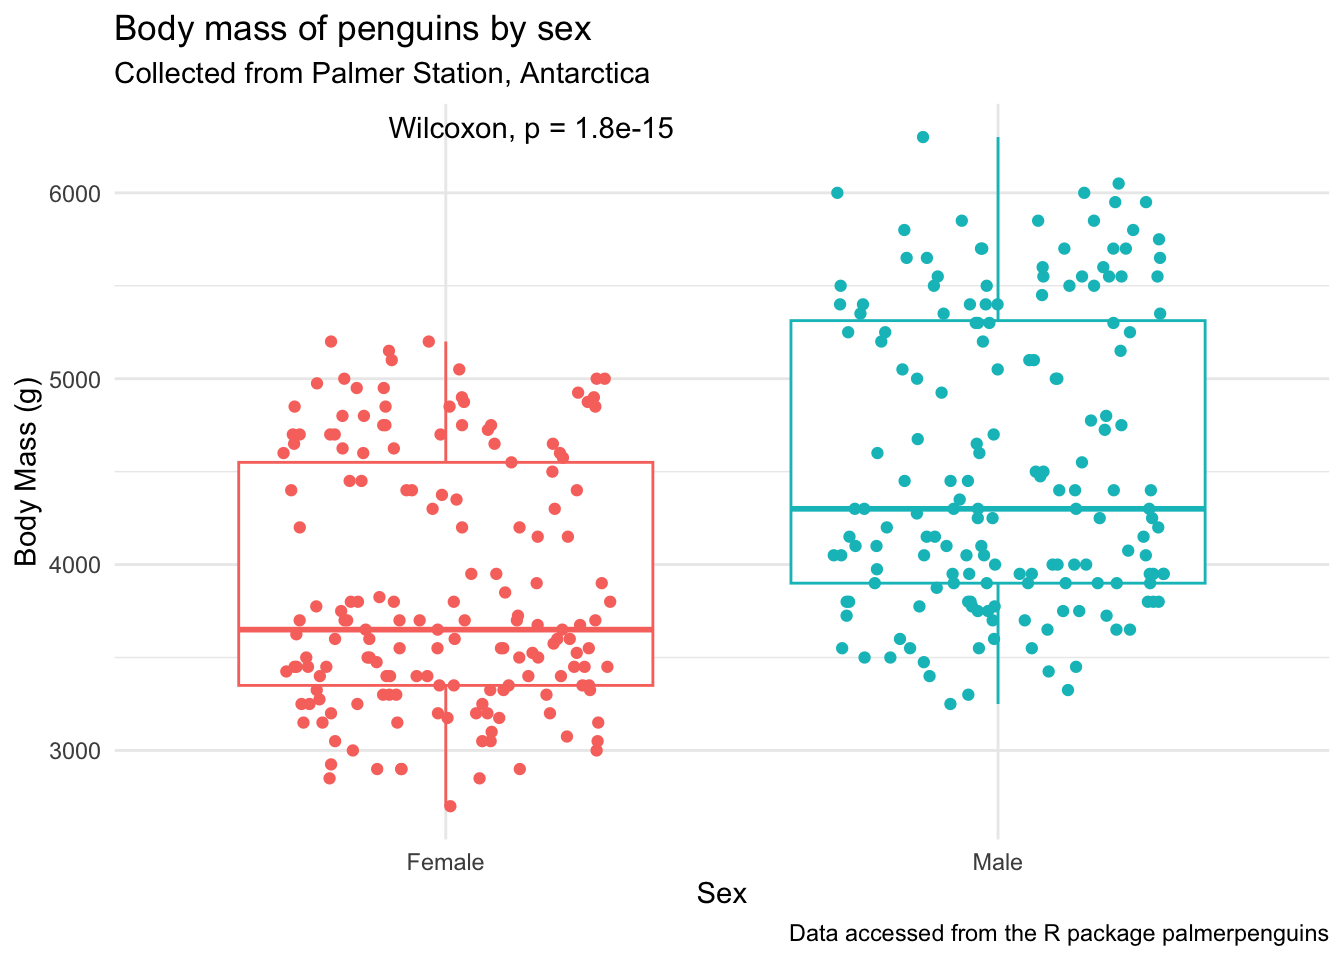 Body mass of penguins by sex
Collected from Palmer Station, Antarctica
Wilcoxon, p = 1.8e-15
6000
5000
4000
3000
Body Mass (g)
Female
Male
Sex
Data accessed from the R package palmerpenguins